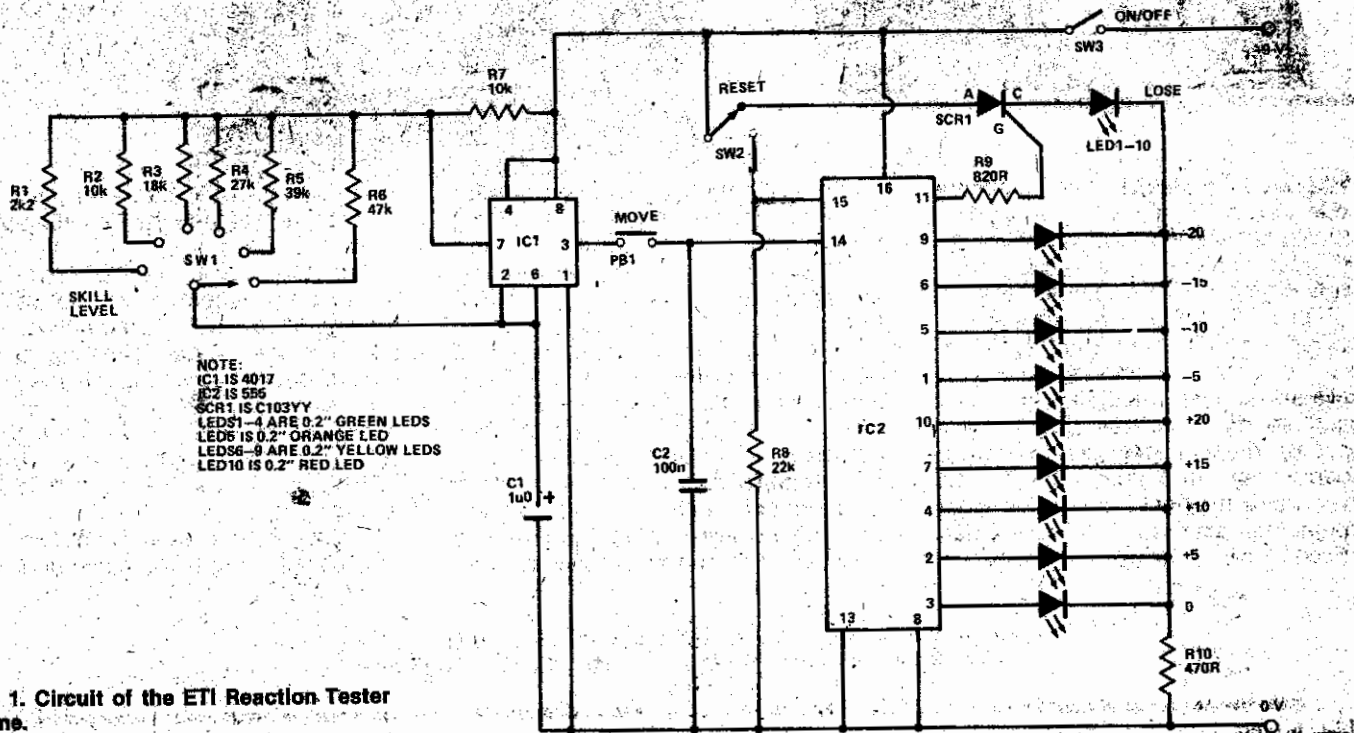 ON/OFF
SW3
+9 V
R7
10k
RESET
A
C
LOSE
SCR1
G
LED1-10
SW2
R1
2k2
R2
10k
R3
18k
R4
27k
R5
39k
R6
47k
R9
820R
4
8
7
IC1
3
2
6
1
MOVE
PB1
16
15
14
11
9
6
5
1
10
7
4
2
3
13
8
IC2
-20
-15
-10
-5
+20
+15
+10
+5
0
SW1
SKILL
LEVEL
NOTE:
IC1 IS 4017
IC2 IS 555
SCR1 IS C103YY
LEDS1-4 ARE 0.2" GREEN LEDS
LED5 IS 0.2" ORANGE LED
LEDS6-9 ARE 0.2" YELLOW LEDS
LED10 IS 0.2" RED LED
C1
1u0
+
C2
100n
R8
22k
R10
470R
0 V
1. Circuit of the ETI Reaction Tester
me.